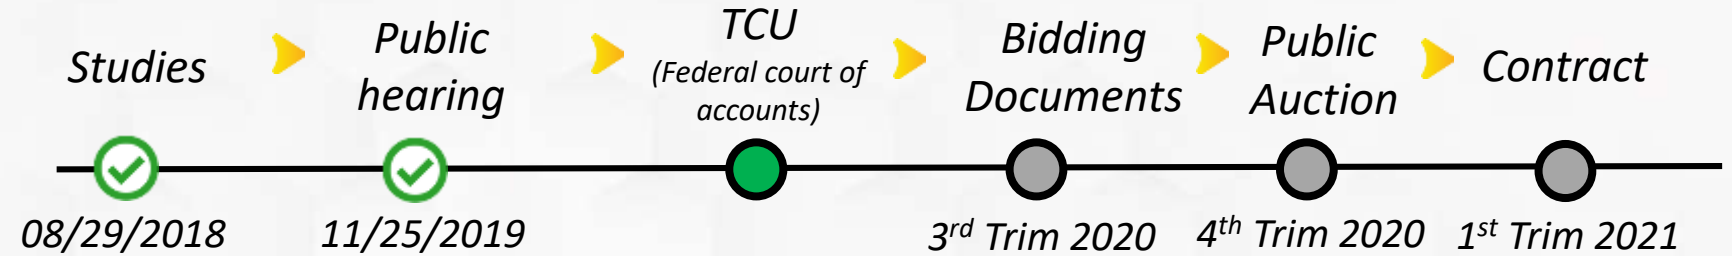 Studies
Public
hearing
TCU
(Federal court of
accounts)
Bidding
Documents
Public
Auction
Contract
08/29/2018
11/25/2019
3rd Trim 2020
4th Trim 2020
1st Trim 2021